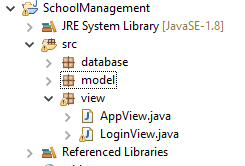 SchoolManagement
JRE System Library [JavaSE-1.8]
src
database
model
view
AppView.java
LoginView.java
Referenced Libraries